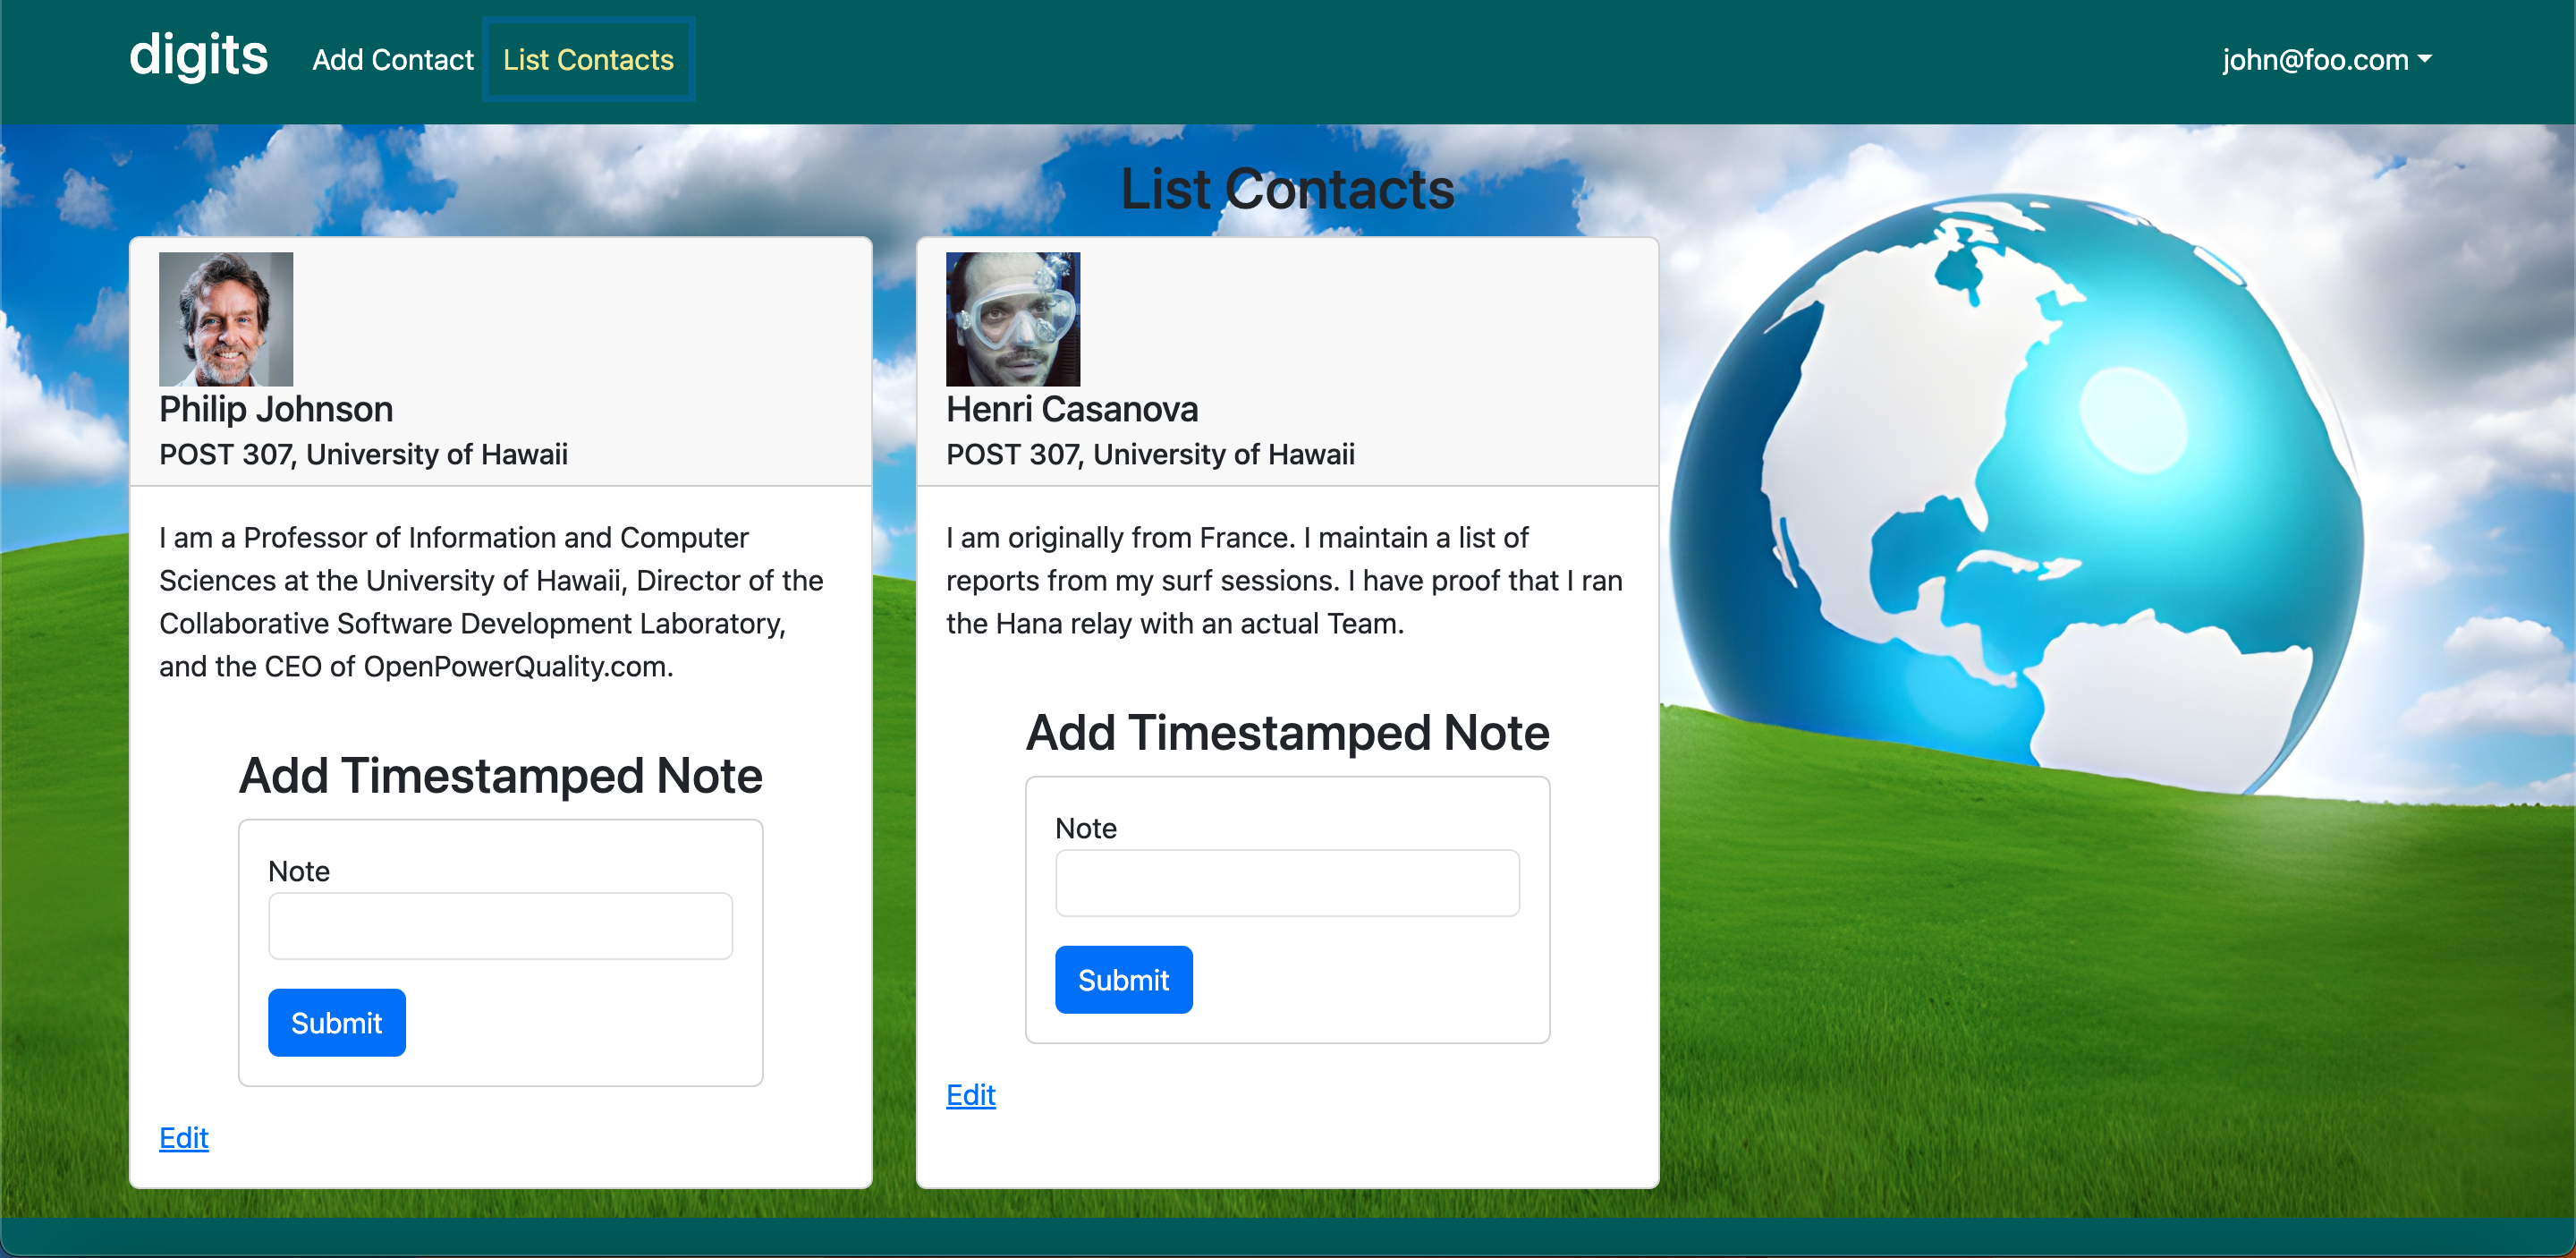 digits
Add Contact
List Contacts
john@foo.com
List Contacts
Philip Johnson
POST 307, University of Hawaii
I am a Professor of Information and Computer
Sciences at the University of Hawaii, Director of the
Collaborative Software Development Laboratory,
and the CEO of OpenPowerQuality.com.
Add Timestamped Note
Note
Submit
Edit
Henri Casanova
POST 307, University of Hawaii
I am originally from France. I maintain a list of
reports from my surf sessions. I have proof that I ran
the Hana relay with an actual Team.
Add Timestamped Note
Note
Submit
Edit